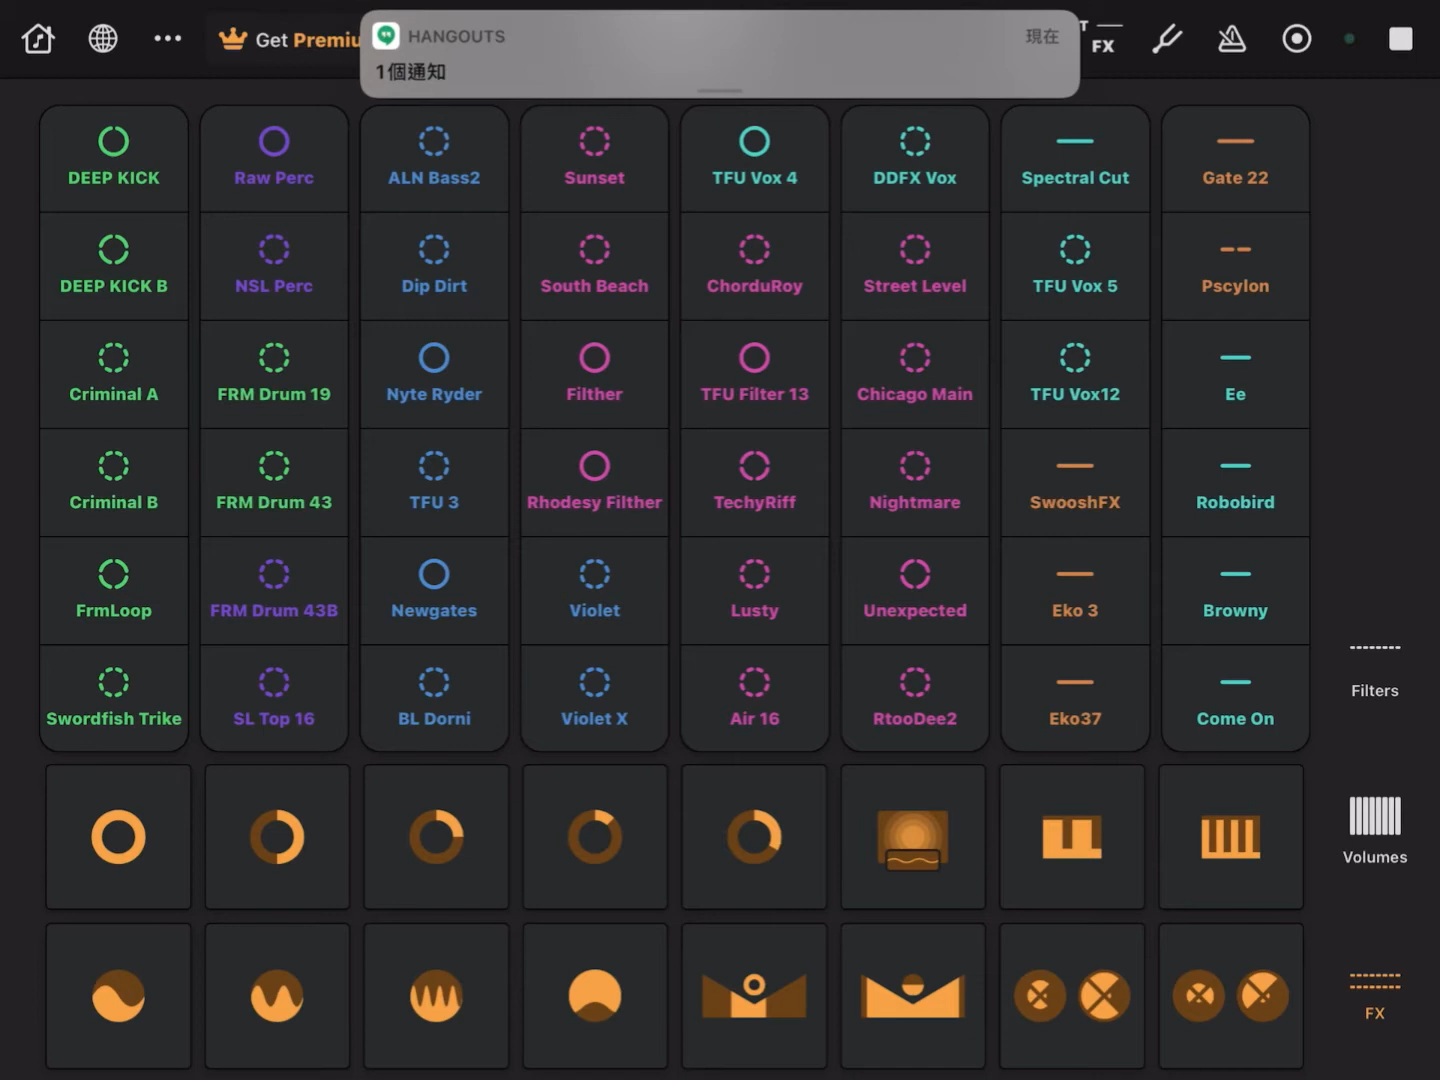 Get Premiu
HANGOUTS
現在
1個通知
T
FX
DEEP KICK
Raw Perc
ALN Bass2
Sunset
TFU Vox 4
DDFX Vox
Spectral Cut
Gate 22
DEEP KICK B
NSL Perc
Dip Dirt
South Beach
ChorduRoy
Street Level
TFU Vox 5
Pscylon
Criminal A
FRM Drum 19
Nyte Ryder
Filther
TFU Filter 13
Chicago Main
TFU Vox12
Ee
Criminal B
FRM Drum 43
TFU 3
Rhodesy Filther
TechyRiff
Nightmare
SwooshFX
Robobird
FrmLoop
FRM Drum 43B
Newgates
Violet
Lusty
Unexpected
Eko 3
Browny
Swordfish Trike
SL Top 16
BL Dorni
Violet X
Air 16
RtooDee2
Eko37
Come On
Filters
Volumes
FX